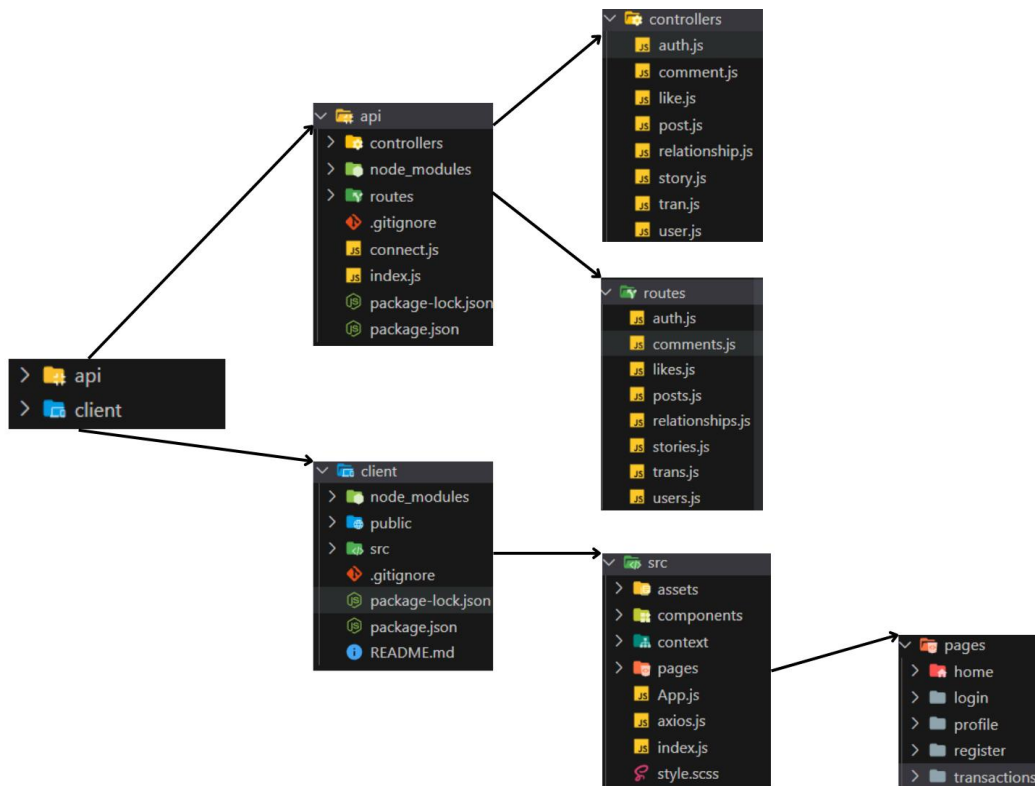 api
client
api
controllers
node_modules
routes
.gitignore
connect.js
index.js
package-lock.json
package.json
controllers
auth.js
comment.js
like.js
post.js
relationship.js
story.js
tran.js
user.js
routes
auth.js
comments.js
likes.js
posts.js
relationships.js
stories.js
trans.js
users.js
client
node_modules
public
src
.gitignore
package-lock.json
package.json
README.md
src
assets
components
context
pages
App.js
axios.js
index.js
style.scss
pages
home
login
profile
register
transactions